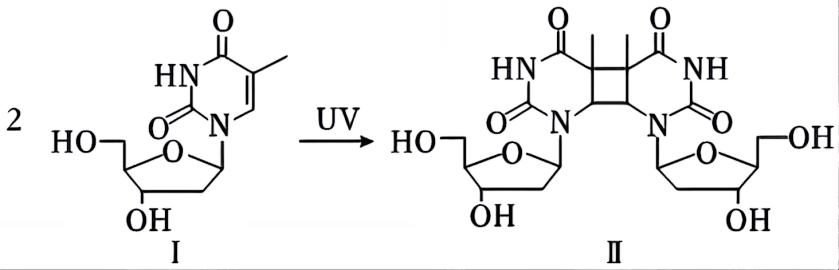 O O O
HN HN NH
2 O N UV O N N O
HO O HO O O OH
OH OH OH
I II